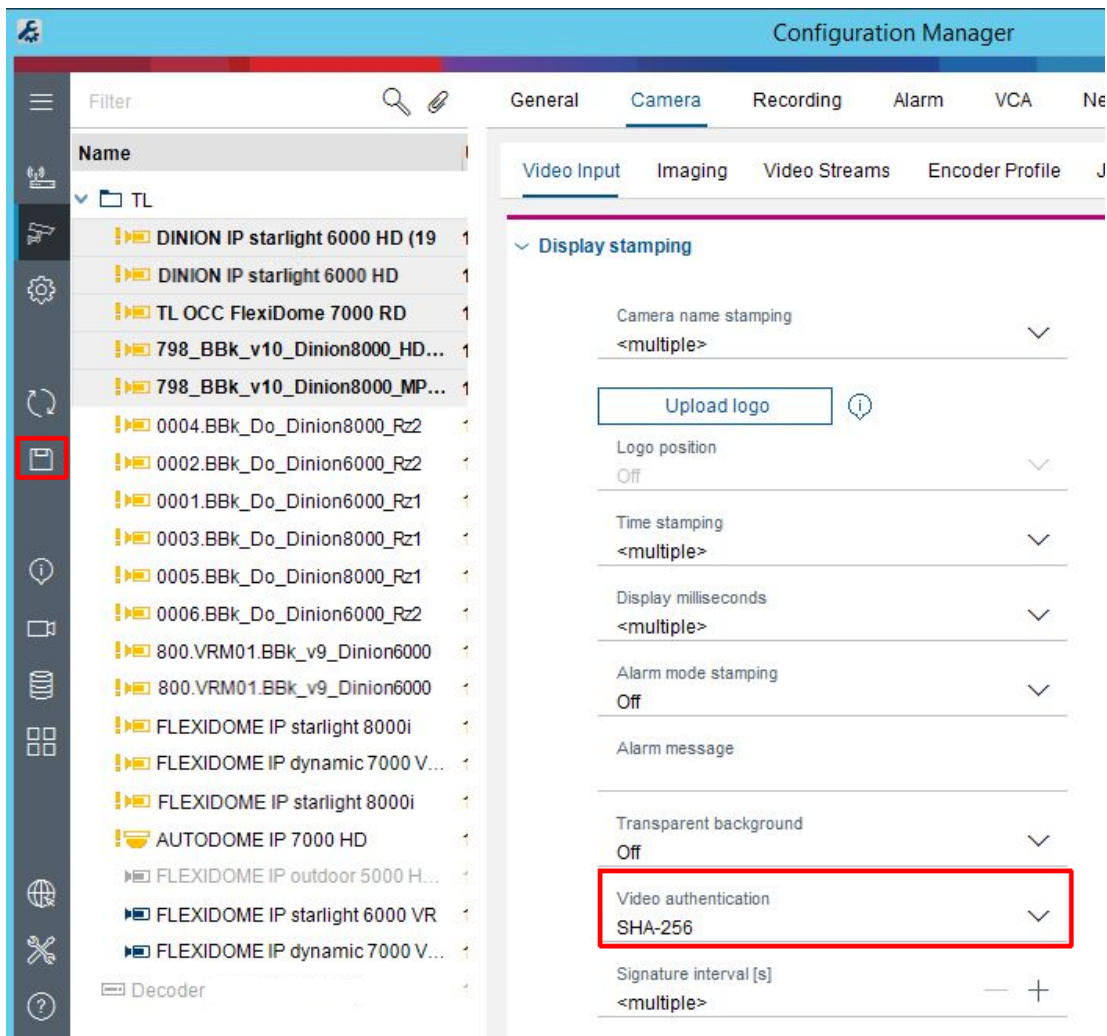 Configuration Manager
Filter
General Camera Recording Alarm VCA Ne
Name
Video Input Imaging Video Streams Encoder Profile J
TL
DINION IP starlight 6000 HD (19
DINION IP starlight 6000 HD
TL OCC FlexiDome 7000 RD
798_BBk_v10_Dinion8000_HD...
798_BBk_v10_Dinion8000_MP...
0004.BBk_Do_Dinion8000_Rz2
0002.BBk_Do_Dinion6000_Rz2
0001.BBk_Do_Dinion6000_Rz1
0003.BBk_Do_Dinion8000_Rz1
0005.BBk_Do_Dinion8000_Rz1
0006.BBk_Do_Dinion6000_Rz2
800.VRM01.BBk_v9_Dinion6000
800.VRM01.BBk_v9_Dinion6000
FLEXIDOME IP starlight 8000i
FLEXIDOME IP dynamic 7000 V...
FLEXIDOME IP starlight 8000i
AUTODOME IP 7000 HD
FLEXIDOME IP outdoor 5000 H...
FLEXIDOME IP starlight 6000 VR
FLEXIDOME IP dynamic 7000 V...
Decoder
Display stamping
Camera name stamping
<multiple>
Upload logo
Logo position
Off
Time stamping
<multiple>
Display milliseconds
<multiple>
Alarm mode stamping
Off
Alarm message
Transparent background
Off
Video authentication
SHA-256
Signature interval [s]
<multiple>